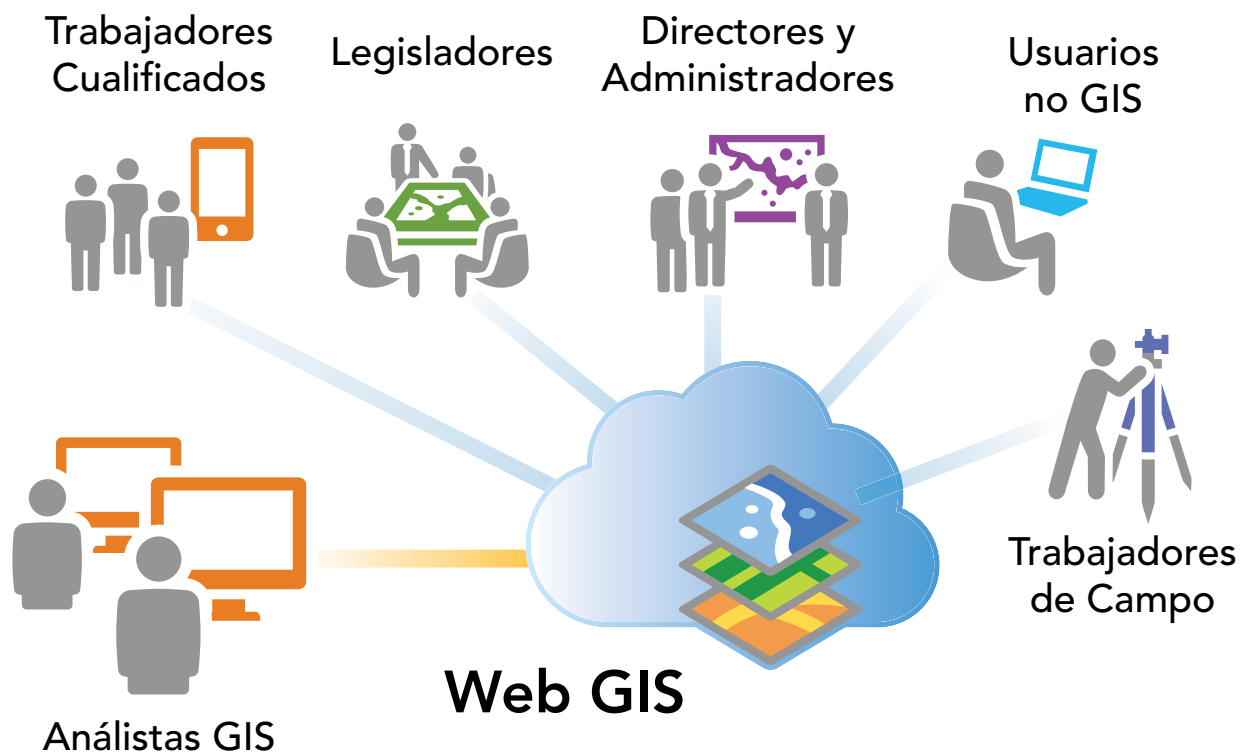 Trabajadores
Cualificados
Legisladores
Directores y
Administradores
Usuarios
no GIS
Trabajadores
de Campo
Web GIS
Análistas GIS